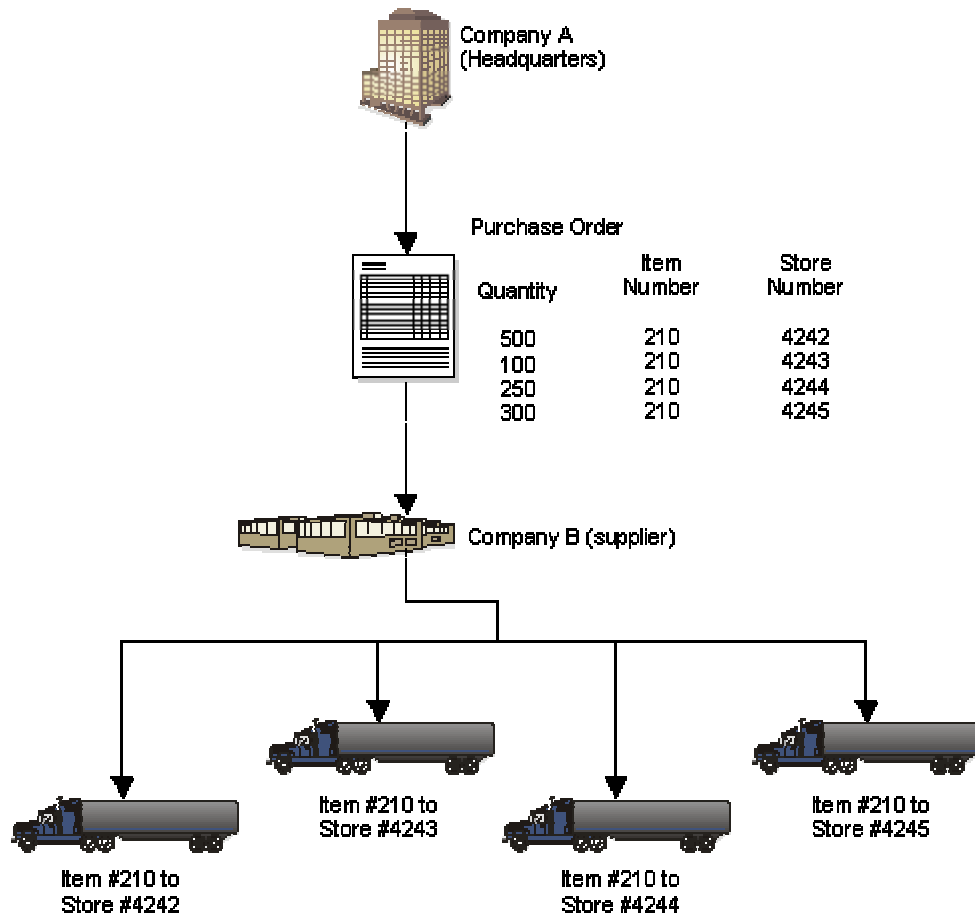 Company A
(Headquarters)
Purchase Order
Quantity
Item
Number
Store
Number
500 210 4242
100 210 4243
250 210 4244
300 210 4245
Company B (supplier)
Item #210 to
Store #4243
Item #210 to
Store #4245
Item #210 to
Store #4242
Item #210 to
Store #4244